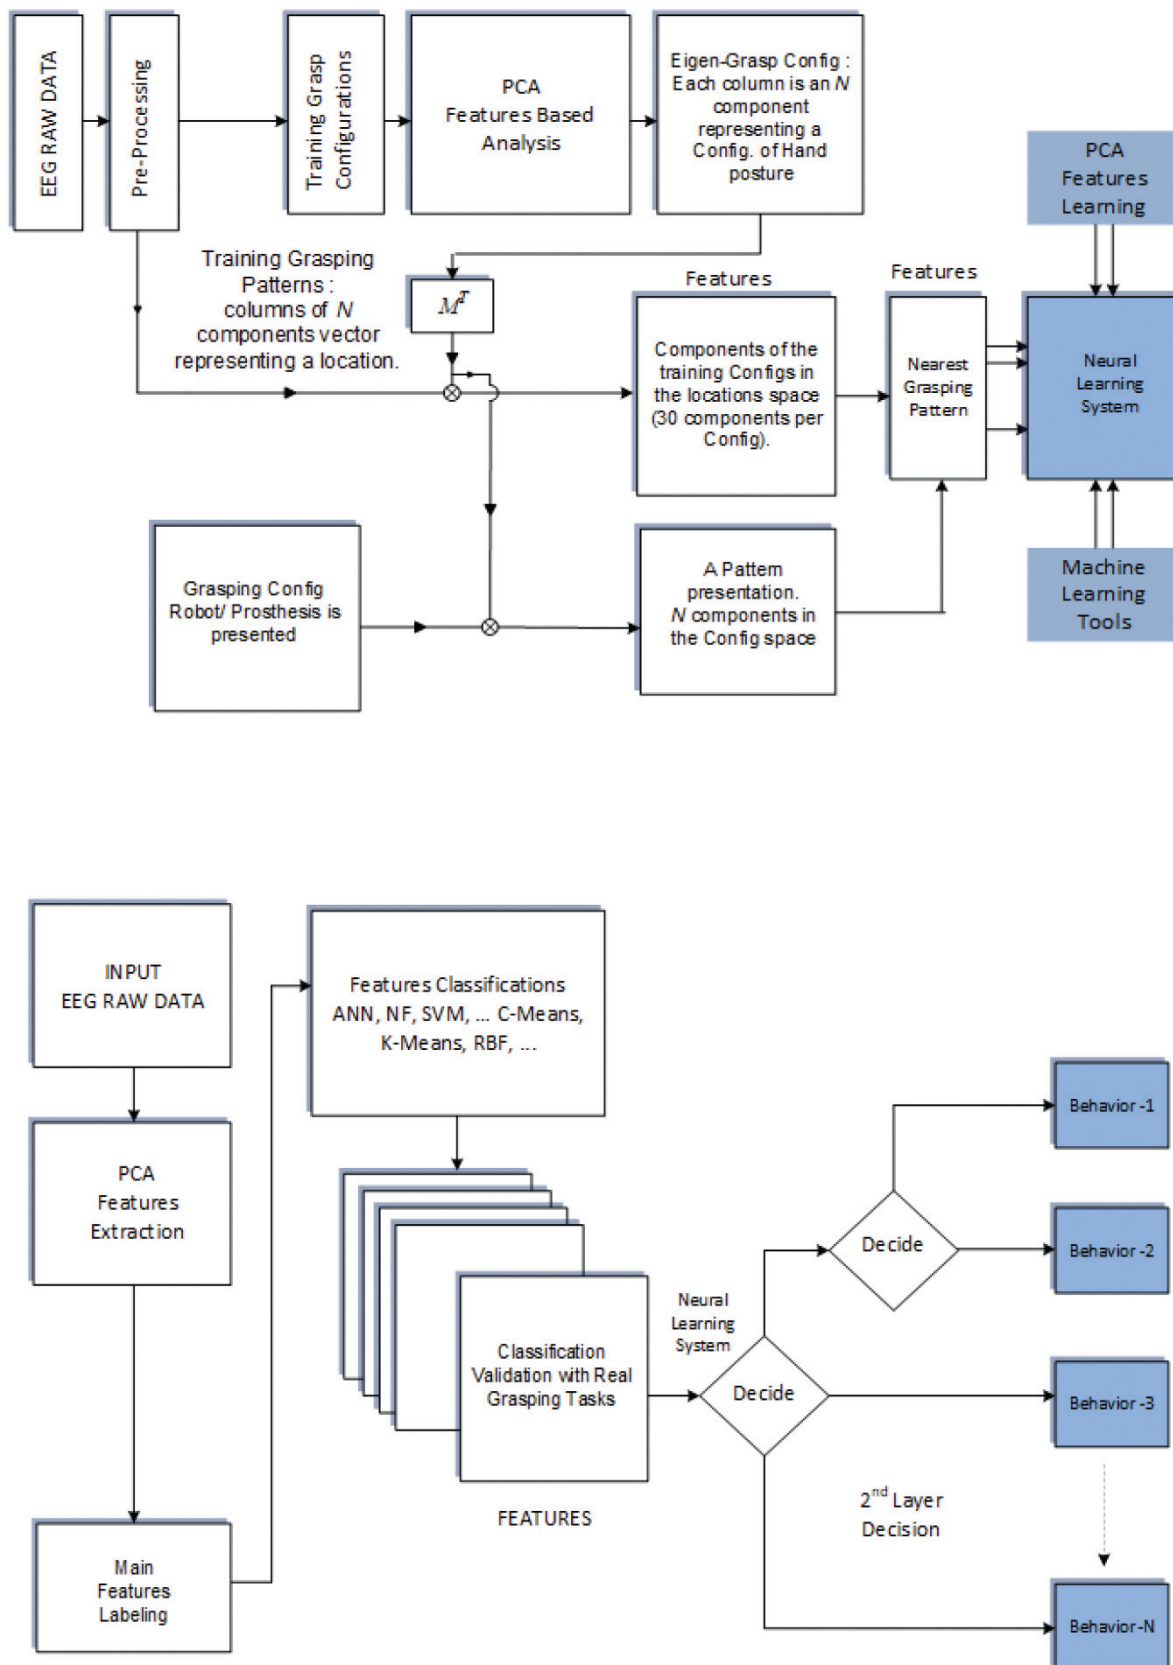 EEG RAW DATA
Pre-Processing
Training Grasp
Configurations
PCA
Features Based
Analysis
Eigen-Grasp Config :
Each column is an N
component
representing a
Config. of Hand
posture
PCA
Features
Learning
Training Grasping
Patterns :
columns of N
components vector
representing a location.
M^T
Features
Components of the
training Configs in
the locations space
(30 components per
Config).
Features
Nearest
Grasping
Pattern
Neural
Learning
System
Grasping Config
Robot/ Prosthesis is
presented
A Pattern
presentation.
N components in
the Config space
Machine
Learning
Tools
INPUT
EEG RAW DATA
PCA
Features
Extraction
Main
Features
Labeling
Features Classifications
ANN, NF, SVM, ... C-Means,
K-Means, RBF, ...
Classification
Validation with Real
Grasping Tasks
FEATURES
Neural
Learning
System
Decide
Decide
2nd Layer
Decision
Behavior -1
Behavior -2
Behavior -3
Behavior-N